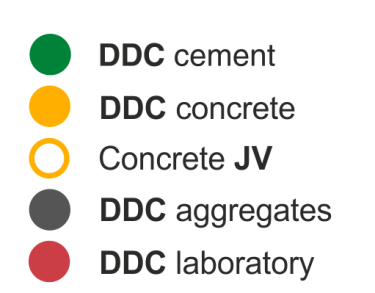 DDC cement
DDC concrete
Concrete JV
DDC aggregates
DDC laboratory